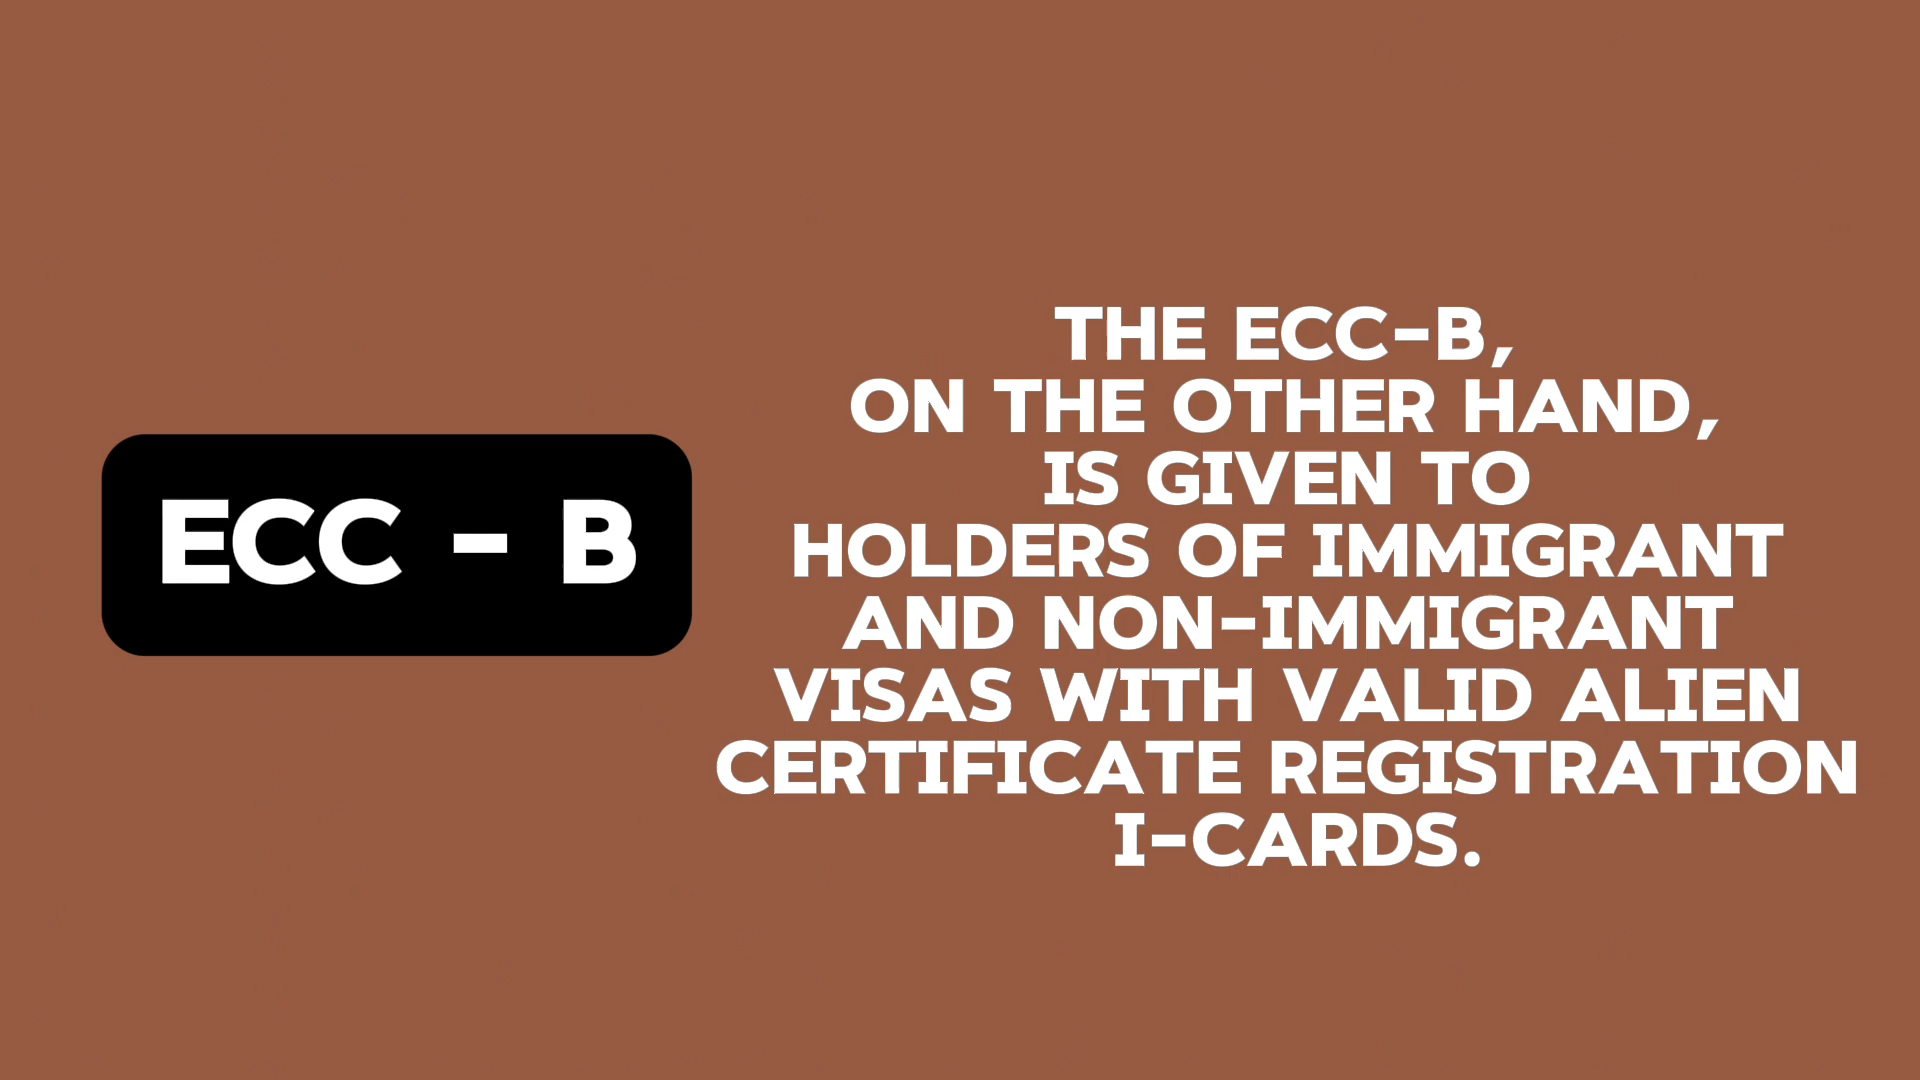 ECC - B
THE ECC-B,
ON THE OTHER HAND,
IS GIVEN TO
HOLDERS OF IMMIGRANT
AND NON-IMMIGRANT
VISAS WITH VALID ALIEN
CERTIFICATE REGISTRATION
I-CARDS.